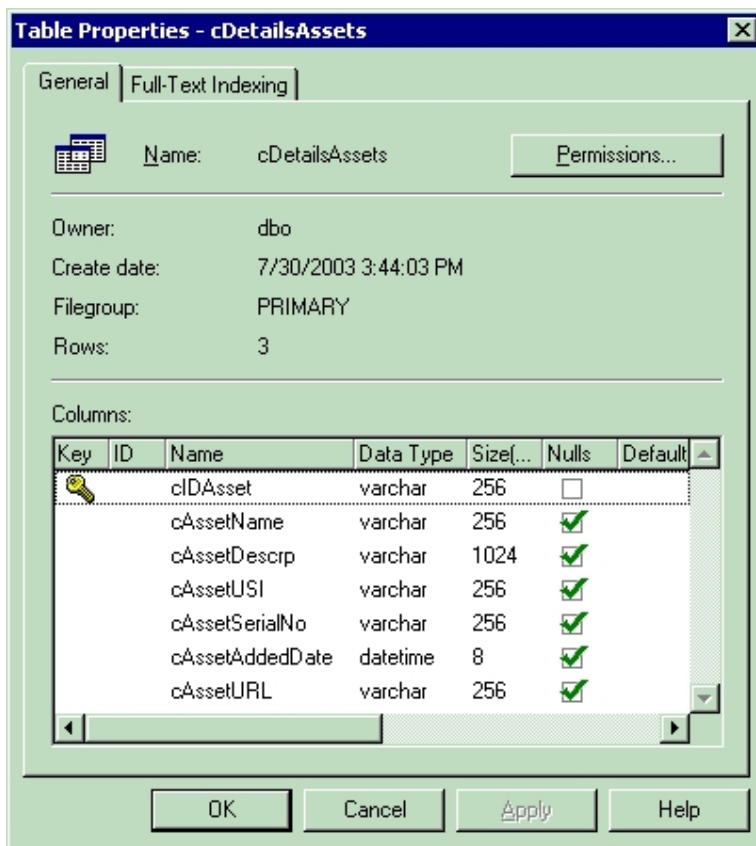 Table Properties - cDetailsAssets
General Full-Text Indexing
Name: cDetailsAssets Permissions...
Owner: dbo
Create date: 7/30/2003 3:44:03 PM
Filegroup: PRIMARY
Rows: 3
Columns:
Key ID Name Data Type Size(... Nulls Default
cIDAsset varchar 256
cAssetName varchar 256
cAssetDescrp varchar 1024
cAssetUSI varchar 256
cAssetSerialNo varchar 256
cAssetAddedDate datetime 8
cAssetURL varchar 256
OK Cancel Apply Help